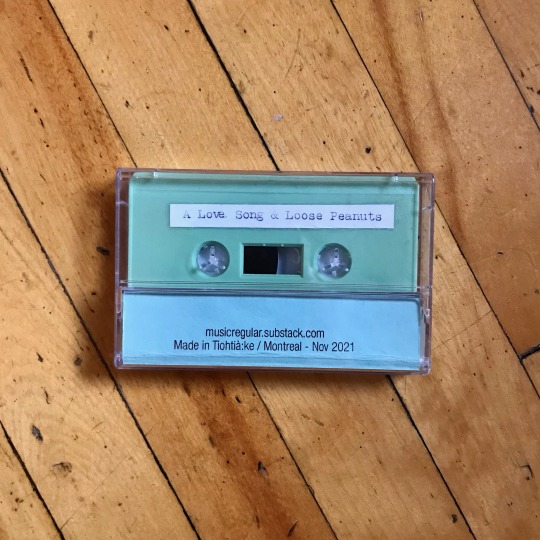 A Love Song & Loose Peanuts
musicregular.substack.com
Made in Tiohtià:ke / Montreal - Nov 2021